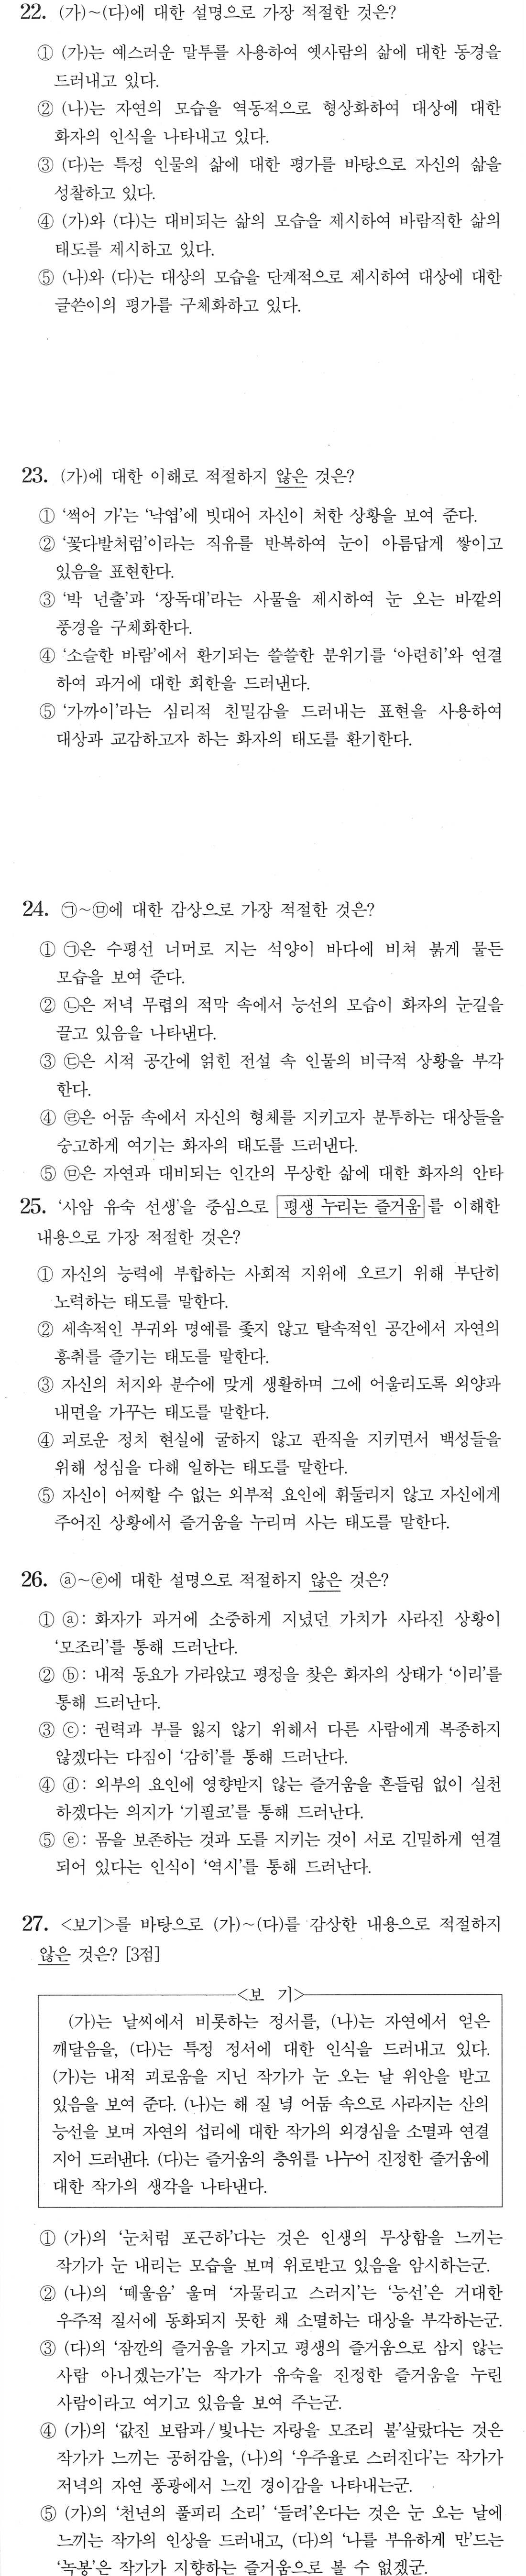 22. (가)~(다)에 대한 설명으로 가장 적절한 것은?
① (가)는 예스러운 말투를 사용하여 옛사람의 삶에 대한 동경을
드러내고 있다.
② (나)는 자연의 모습을 역동적으로 형상화하여 대상에 대한
화자의 인식을 나타내고 있다.
③ (다)는 특정 인물의 삶에 대한 평가를 바탕으로 자신의 삶을
성찰하고 있다.
④ (가)와 (다)는 대비되는 삶의 모습을 제시하여 바람직한 삶의
태도를 제시하고 있다.
⑤ (나)와 (다)는 대상의 모습을 단계적으로 제시하여 대상에 대한
글쓴이의 평가를 구체화하고 있다.
23. (가)에 대한 이해로 적절하지 않은 것은?
① ‘썩어 가’는 ‘낙엽’에 빗대어 자신이 처한 상황을 보여 준다.
② ‘꽃다발처럼’이라는 직유를 반복하여 눈이 아름답게 쌓이고
있음을 표현한다.
③ ‘박 넌출’과 ‘장독대’라는 사물을 제시하여 눈 오는 바깥의
풍경을 구체화한다.
④ ‘소슬한 바람’에서 환기되는 쓸쓸한 분위기를 ‘아련히’와 연결
하여 과거에 대한 회한을 드러낸다.
⑤ ‘가까이’라는 심리적 친밀감을 드러내는 표현을 사용하여
대상과 교감하고자 하는 화자의 태도를 환기한다.
24. ㉠~㉤에 대한 감상으로 가장 적절한 것은?
① ㉠은 수평선 너머로 지는 석양이 바다에 비쳐 붉게 물든
모습을 보여 준다.
② ㉡은 저녁 무렵의 적막 속에서 능선의 모습이 화자의 눈길을
끌고 있음을 나타낸다.
③ ㉢은 시적 공간에 얽힌 전설 속 인물의 비극적 상황을 부각
한다.
④ ㉣은 어둠 속에서 자신의 형체를 지키고자 분투하는 대상들을
숭고하게 여기는 화자의 태도를 드러낸다.
⑤ ㉤은 자연과 대비되는 인간의 무상한 삶에 대한 화자의 안타
25. ‘사암 유숙 선생’을 중심으로 평생 누리는 즐거움를 이해한
내용으로 가장 적절한 것은?
① 자신의 능력에 부합하는 사회적 지위에 오르기 위해 부단히
노력하는 태도를 말한다.
② 세속적인 부귀와 명예를 좇지 않고 탈속적인 공간에서 자연의
흥취를 즐기는 태도를 말한다.
③ 자신의 처지와 분수에 맞게 생활하며 그에 어울리도록 외양과
내면을 가꾸는 태도를 말한다.
④ 괴로운 정치 현실에 굴하지 않고 관직을 지키면서 백성들을
위해 성심을 다해 일하는 태도를 말한다.
⑤ 자신이 어찌할 수 없는 외부적 요인에 휘둘리지 않고 자신에게
주어진 상황에서 즐거움을 누리며 사는 태도를 말한다.
26. ⓐ~ⓔ에 대한 설명으로 적절하지 않은 것은?
① ⓐ: 화자가 과거에 소중하게 지녔던 가치가 사라진 상황이
‘모조리’를 통해 드러난다.
② ⓑ: 내적 동요가 가라앉고 평정을 찾은 화자의 상태가 ‘이리’를
통해 드러난다.
③ ⓒ: 권력과 부를 잃지 않기 위해서 다른 사람에게 복종하지
않겠다는 다짐이 ‘감히’를 통해 드러난다.
④ ⓓ: 외부의 요인에 영향받지 않는 즐거움을 흔들림 없이 실천
하겠다는 의지가 ‘기필코’를 통해 드러난다.
⑤ ⓔ: 몸을 보존하는 것과 도를 지키는 것이 서로 긴밀하게 연결
되어 있다는 인식이 ‘역시’를 통해 드러난다.
27. <보기>를 바탕으로 (가)~(다)를 감상한 내용으로 적절하지
않은 것은? [3점]
<보 기>
(가)는 날씨에서 비롯하는 정서를, (나)는 자연에서 얻은
깨달음을, (다)는 특정 정서에 대한 인식을 드러내고 있다.
(가)는 내적 괴로움을 지닌 작가가 눈 오는 날 위안을 받고
있음을 보여 준다. (나)는 해 질 녘 어둠 속으로 사라지는 산의
능선을 보며 자연의 섭리에 대한 작가의 외경심을 소멸과 연결
지어 드러낸다. (다)는 즐거움의 층위를 나누어 진정한 즐거움에
대한 작가의 생각을 나타낸다.
① (가)의 ‘눈처럼 포근하’다는 것은 인생의 무상함을 느끼는
작가가 눈 내리는 모습을 보며 위로받고 있음을 암시하는군.
② (나)의 ‘떼울음’ 울며 ‘자물리고 스러지’는 ‘능선’은 거대한
우주적 질서에 동화되지 못한 채 소멸하는 대상을 부각하는군.
③ (다)의 ‘잠깐의 즐거움을 가지고 평생의 즐거움으로 삼지 않는
사람 아니겠는가’는 작가가 유숙을 진정한 즐거움을 누린
사람이라고 여기고 있음을 보여 주는군.
④ (가)의 ‘값진 보람과/빛나는 자랑을 모조리 불’살랐다는 것은
작가가 느끼는 공허감을, (나)의 ‘우주율로 스러진다’는 작가가
저녁의 자연 풍광에서 느낀 경이감을 나타내는군.
⑤ (가)의 ‘천년의 풀피리 소리’ ‘들려’온다는 것은 눈 오는 날에
느끼는 작가의 인상을 드러내고, (다)의 ‘나를 부유하게 만’드는
‘녹봉’은 작가가 지향하는 즐거움으로 볼 수 없겠군.